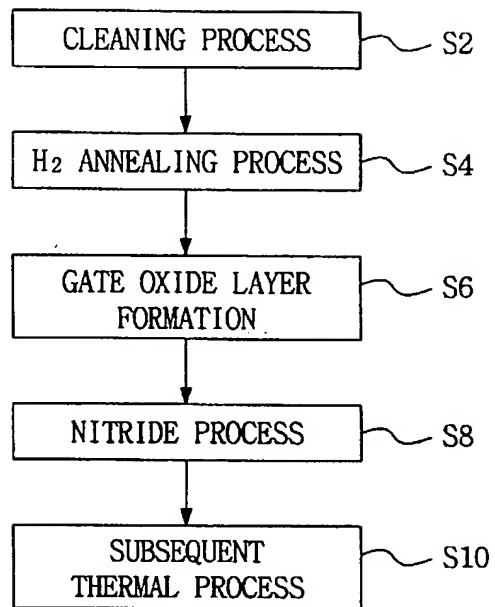 CLEANING PROCESS S2
H2 ANNEALING PROCESS S4
GATE OXIDE LAYER S6
FORMATION
NITRIDE PROCESS S8
SUBSEQUENT S10
THERMAL PROCESS